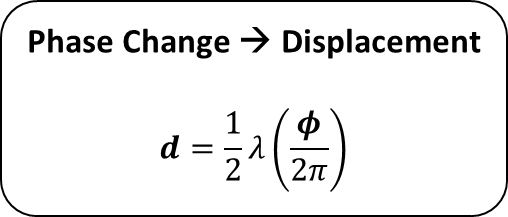 Phase Change → Displacement
d = 1/2 λ (ϕ/2π)